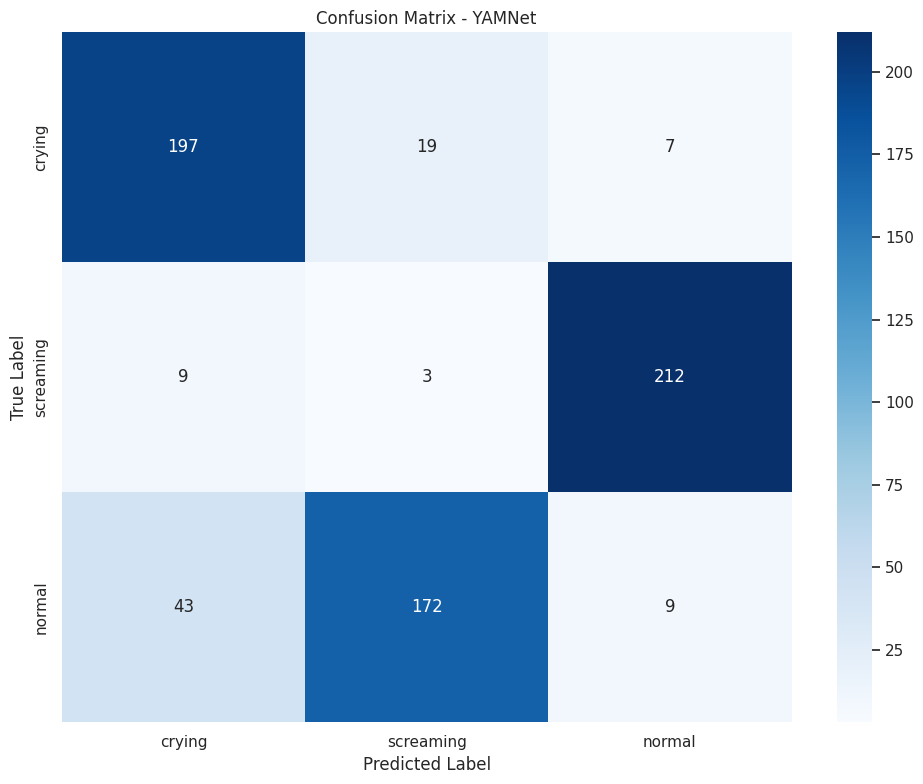 Confusion Matrix - YAMNet
True Label
crying
197 19 7
screaming
9 3 212
normal
43 172 9
crying screaming normal
Predicted Label
200
175
150
125
100
75
50
25